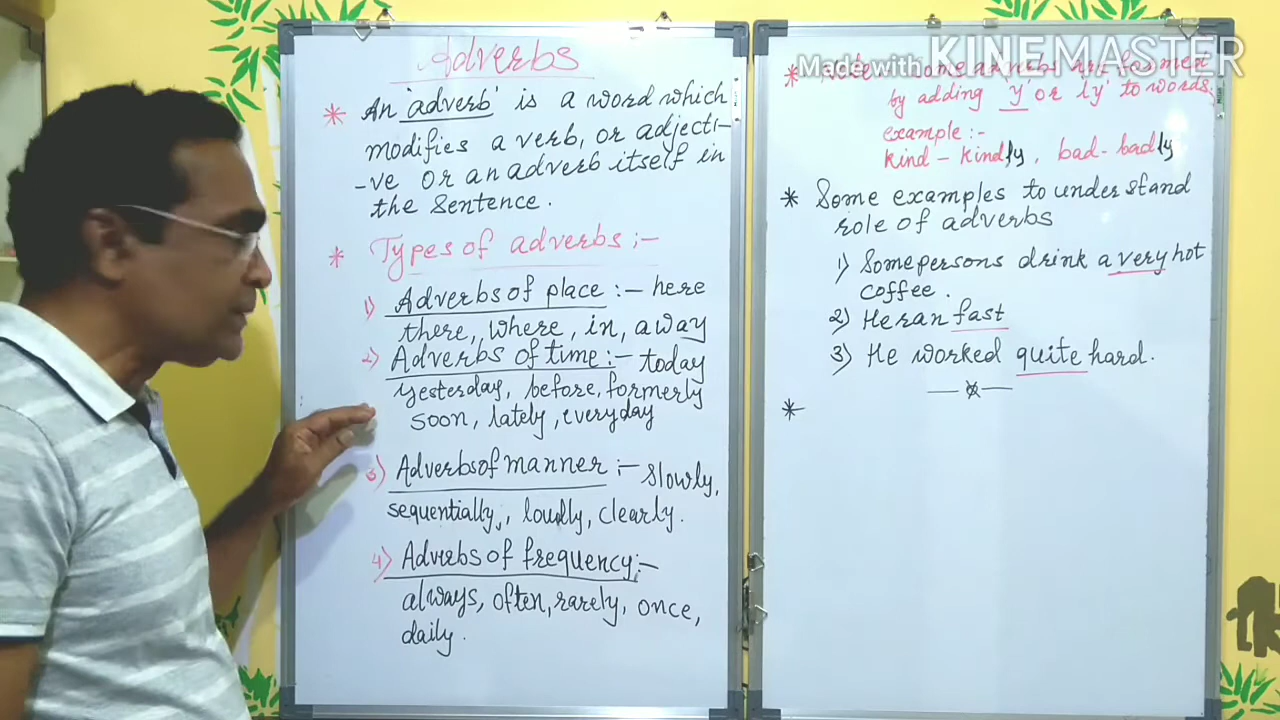 Adverbs
* An 'adverb' is a word which
modifies a verb, or adjecti-
-ve or an adverb itself in
the sentence.
* Types of adverbs :-
1) Adverbs of place :- here
there, where, in, away
2) Adverbs of time :- today
yesterday, before, formerly
soon, lately, everyday
3) Adverbs of manner :- slowly,
sequentially, loudly, clearly.
4) Adverbs of frequency :-
always, often, rarely, once,
daily.
Made with KINEMASTER
* Some adverbs are formed
by adding 'y' or ly' to words.
example :-
kind - kindly, bad - badly
* Some examples to understand
role of adverbs
1) Some persons drink a very hot
coffee.
2) He ran fast
3) He worked quite hard.
*